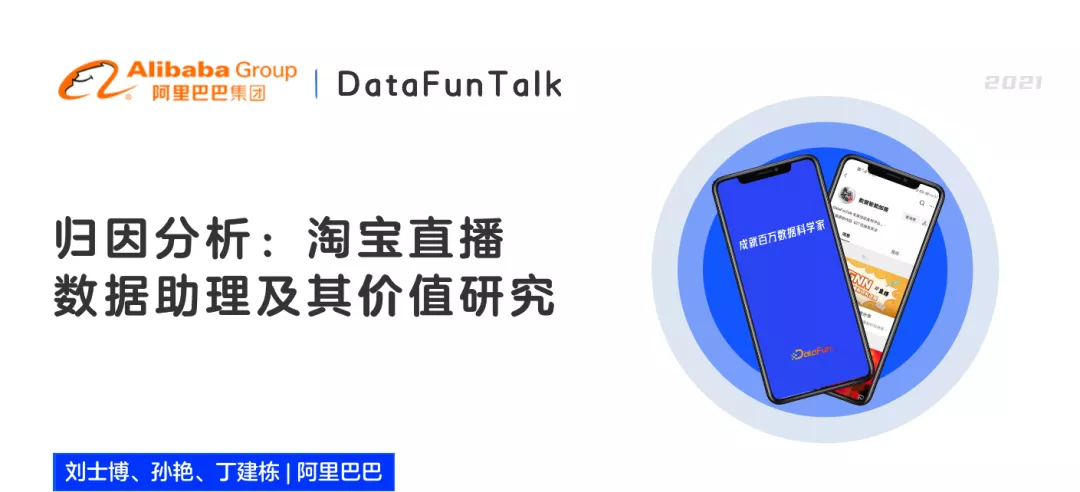 Alibaba Group
阿里巴巴集团
DataFunTalk
2021
归因分析：淘宝直播
数据助理及其价值研究
成就百万数据科学家
DataFun
刘士博、孙艳、丁建栋 | 阿里巴巴